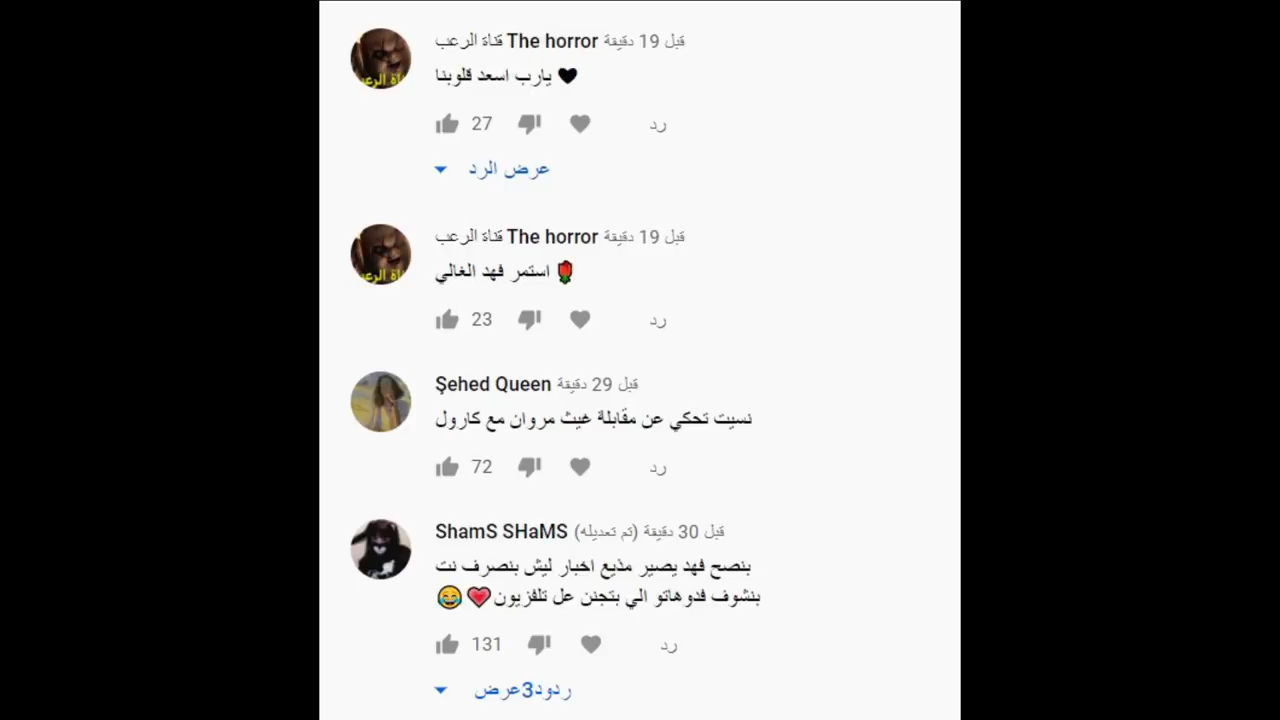 قناة الرعب The horror قبل 19 دقيقة
يارب اسعد قلوبنا 🖤
27 رد
عرض الرد
قناة الرعب The horror قبل 19 دقيقة
استمر فهد الغالي 🌹
23 رد
Şehed Queen قبل 29 دقيقة
نسيت تحكي عن مقابلة غيث مروان مع كارول
72 رد
ShamS SHaMS قبل 30 دقيقة (تم تعديله)
بنصح فهد يصير مذيع اخبار ليش بنصرف نت
بنشوف فدوهاتو الي بتجنن عل تلفزيون💗😂
131 رد
ردود3عرض